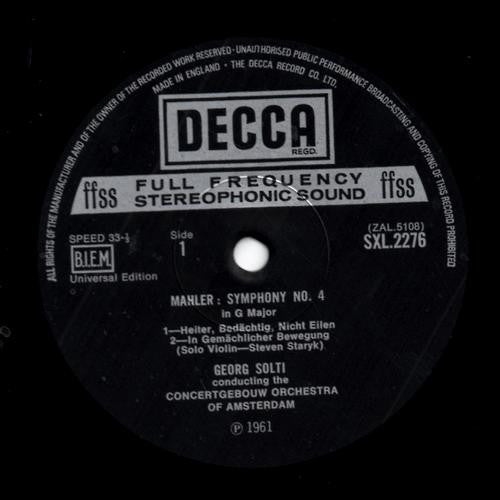 ALL RIGHTS OF THE MANUFACTURER AND OF THE OWNER OF THE RECORDED WORK RESERVED · UNAUTHORISED PUBLIC PERFORMANCE BROADCASTING AND COPYING OF THIS RECORD PROHIBITED
MADE IN ENGLAND · THE DECCA RECORD CO. LTD.
DECCA
REGD.
ffss FULL FREQUENCY ffss
STEREOPHONIC SOUND
SPEED 33-⅓ Side (ZAL.5108)
B.I.E.M. 1 SXL.2276
Universal Edition
MAHLER: SYMPHONY NO. 4
in G Major
1—Heiter, Bedächtig, Nicht Eilen
2—In Gemächlicher Bewegung
(Solo Violin—Steven Staryk)
GEORG SOLTI
conducting the
CONCERTGEBOUW ORCHESTRA
OF AMSTERDAM
Ⓟ 1961